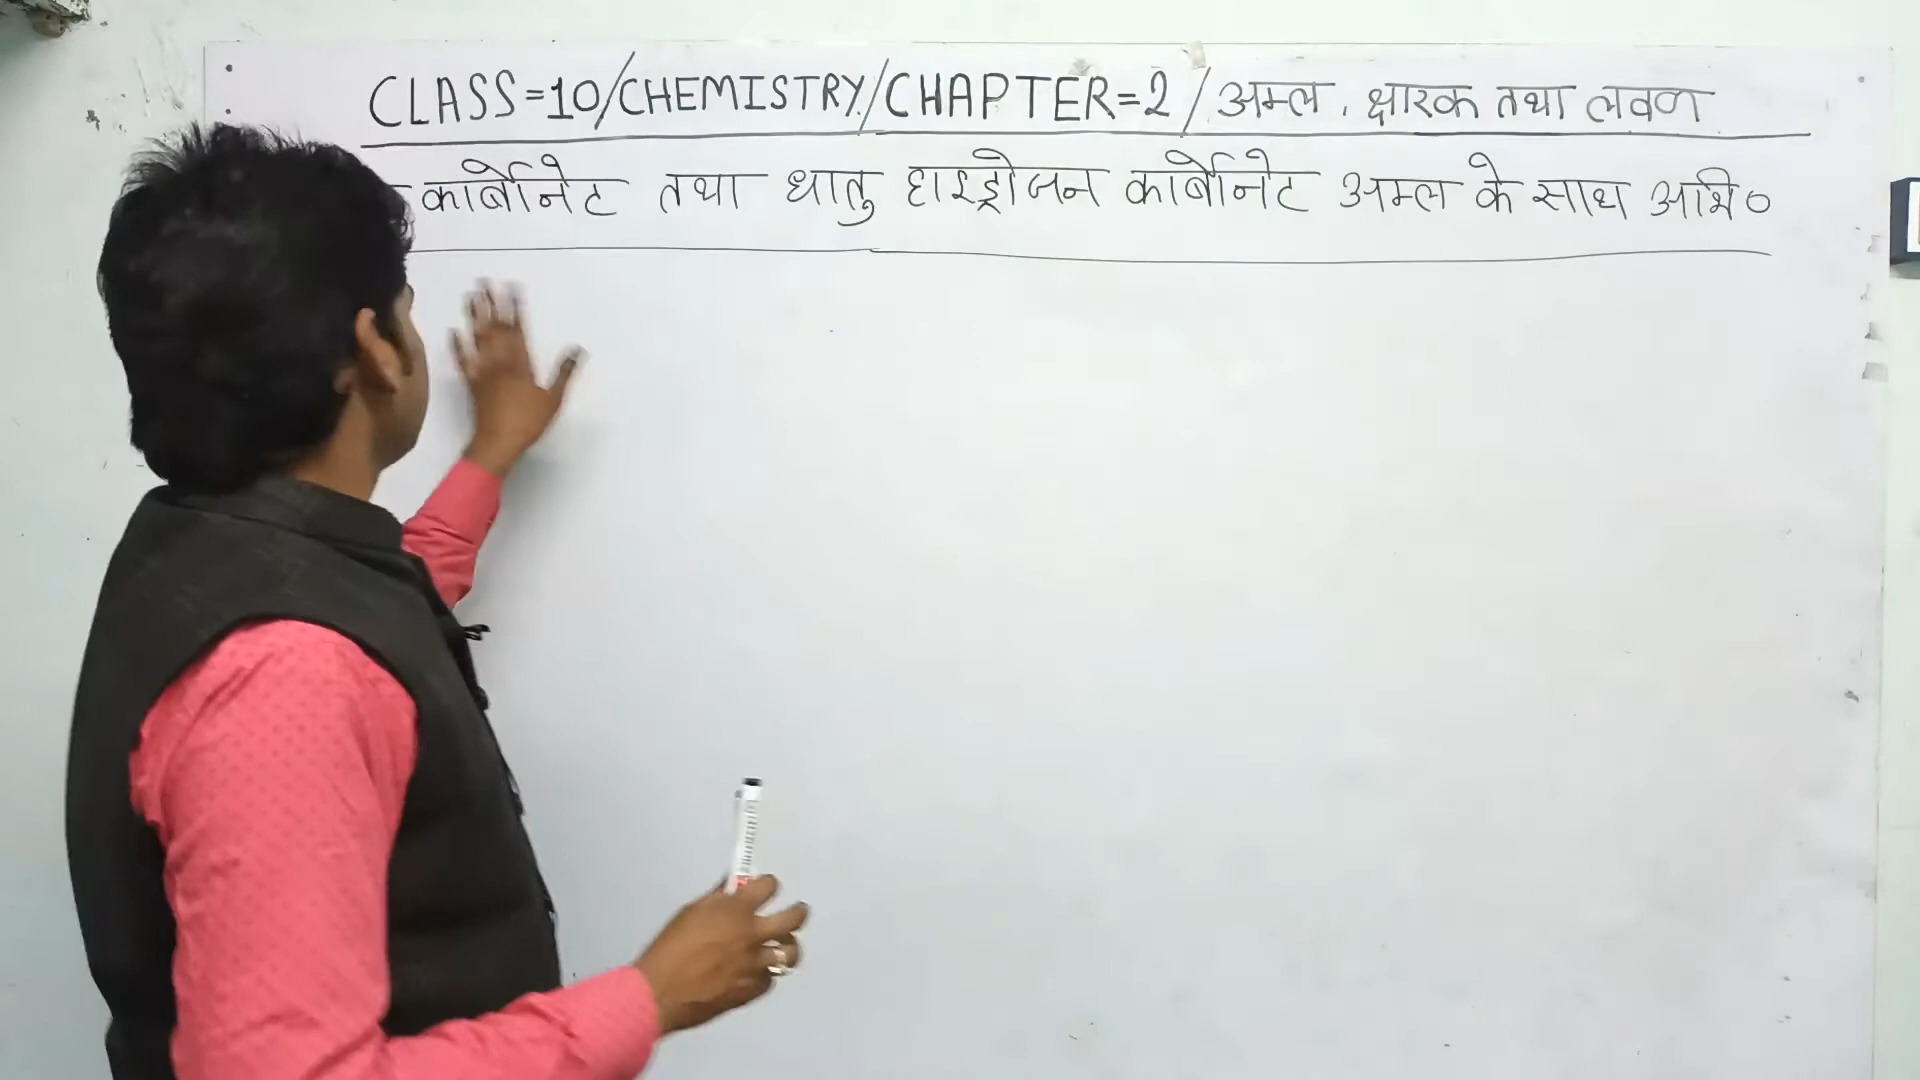 CLASS=10/CHEMISTRY/CHAPTER=2/अम्ल, क्षारक तथा लवण
कार्बोनेट तथा धातु हाइड्रोजन कार्बोनेट अम्ल के साथ अभि०